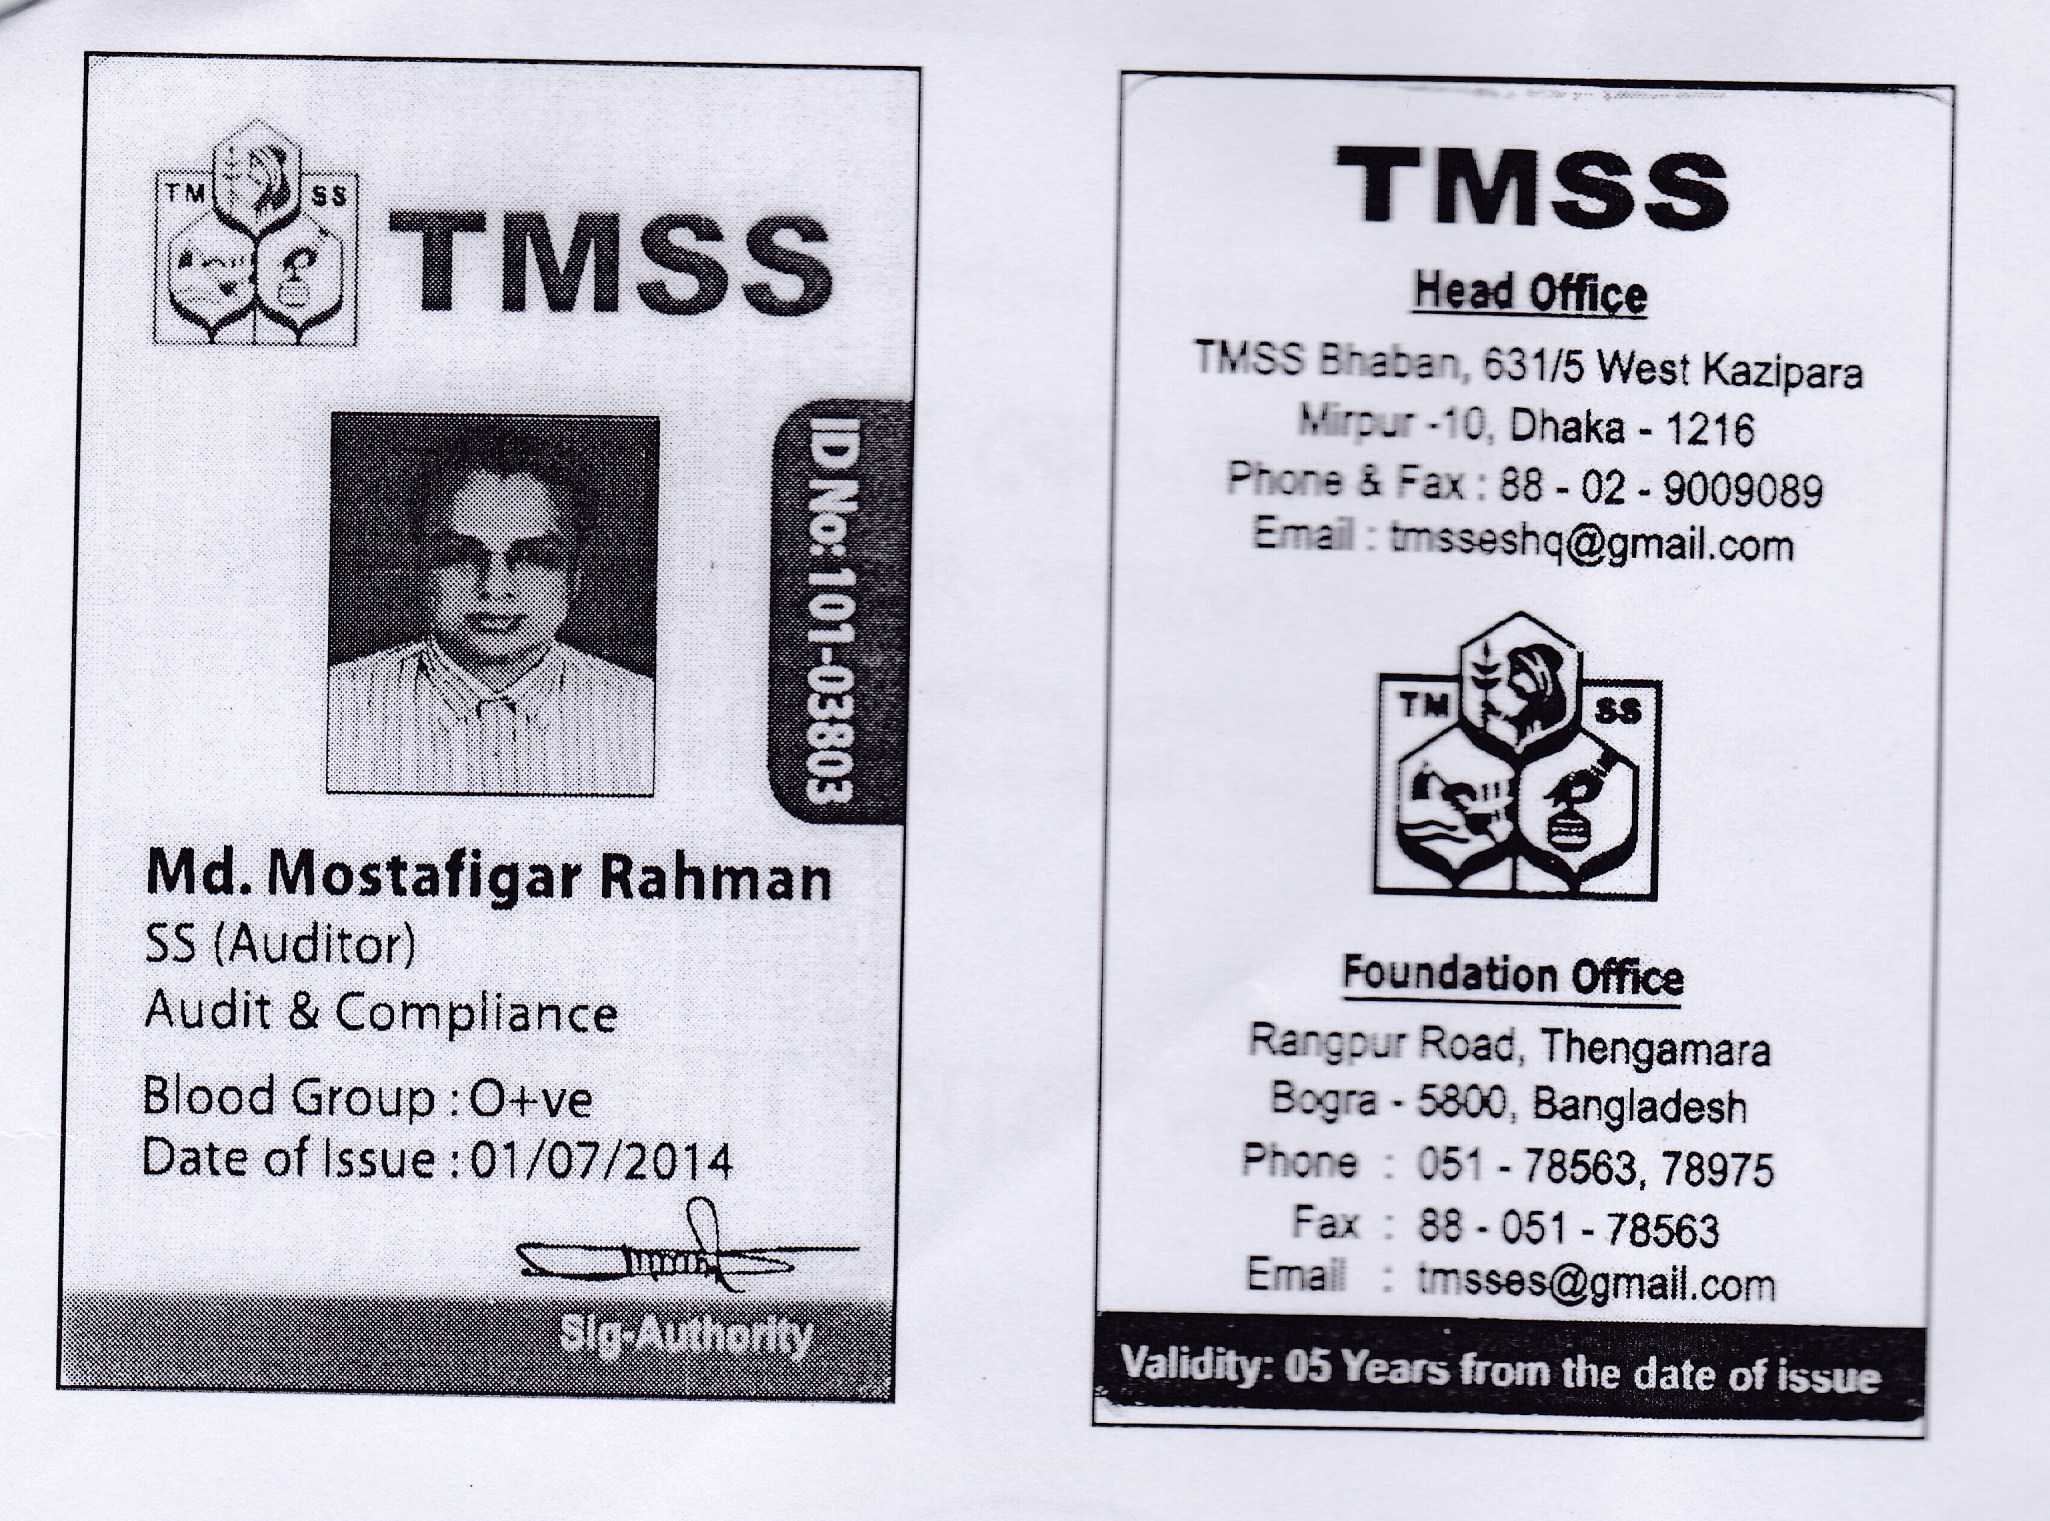 TM SS
TMSS
ID No: 101-03803
Md. Mostafigar Rahman
SS (Auditor)
Audit & Compliance
Blood Group : O+ve
Date of Issue : 01/07/2014
Sig-Authority
TMSS
Head Office
TMSS Bhaban, 631/5 West Kazipara
Mirpur -10, Dhaka - 1216
Phone & Fax : 88 - 02 - 9009089
Email : tmsseshq@gmail.com
TM SS
Foundation Office
Rangpur Road, Thengamara
Bogra - 5800, Bangladesh
Phone : 051 - 78563, 78975
Fax : 88 - 051 - 78563
Email : tmsses@gmail.com
Validity: 05 Years from the date of issue